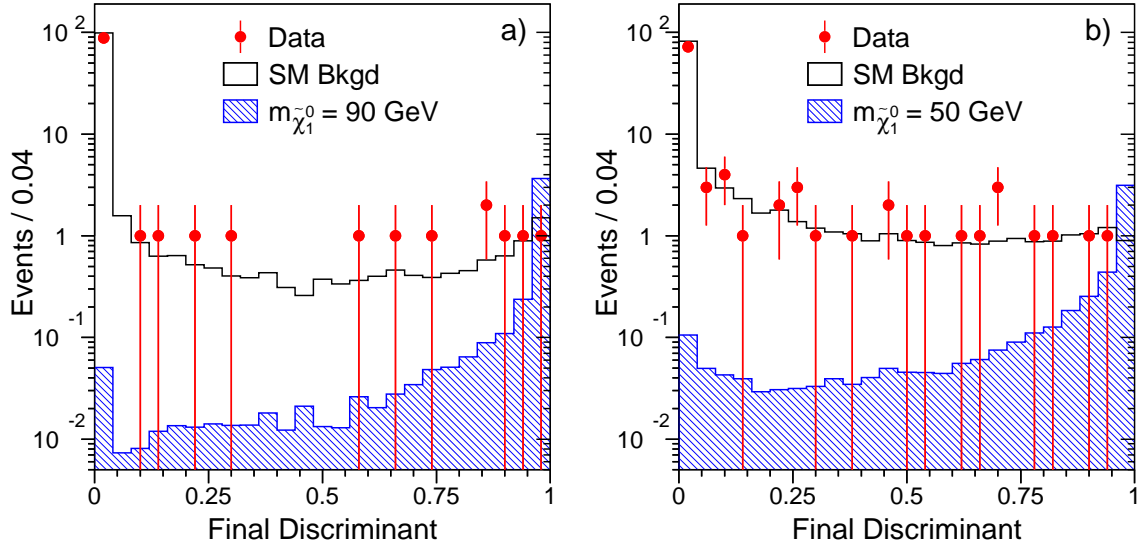 a)
Data
SM Bkgd
m_{χ̃₁⁰} = 90 GeV
Events / 0.04
10²
10
1
10⁻¹
10⁻²
0 0.25 0.5 0.75 1
Final Discriminant
b)
Data
SM Bkgd
m_{χ̃₁⁰} = 50 GeV
Events / 0.04
10²
10
1
10⁻¹
10⁻²
0 0.25 0.5 0.75 1
Final Discriminant